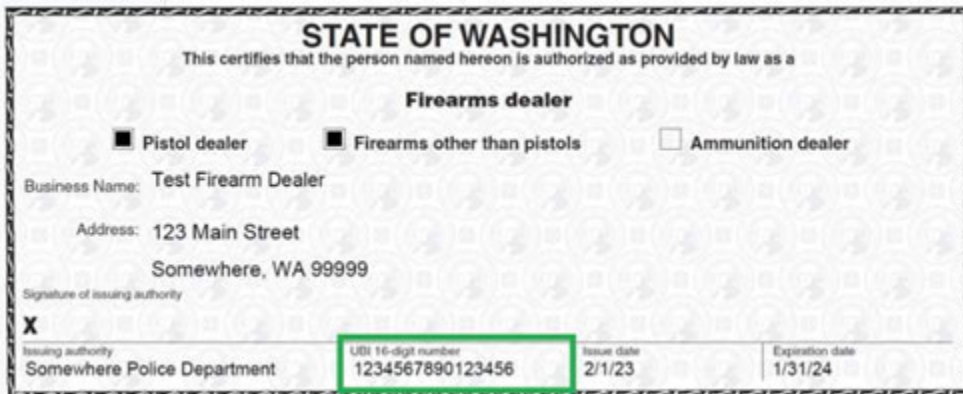 STATE OF WASHINGTON
This certifies that the person named hereon is authorized as provided by law as a
Firearms dealer
Pistol dealer Firearms other than pistols Ammunition dealer
Business Name: Test Firearm Dealer
Address: 123 Main Street
Somewhere, WA 99999
Signature of issuing authority
X
Issuing authority UBI 16-digit number Issue date Expiration date
Somewhere Police Department 1234567890123456 2/1/23 1/31/24